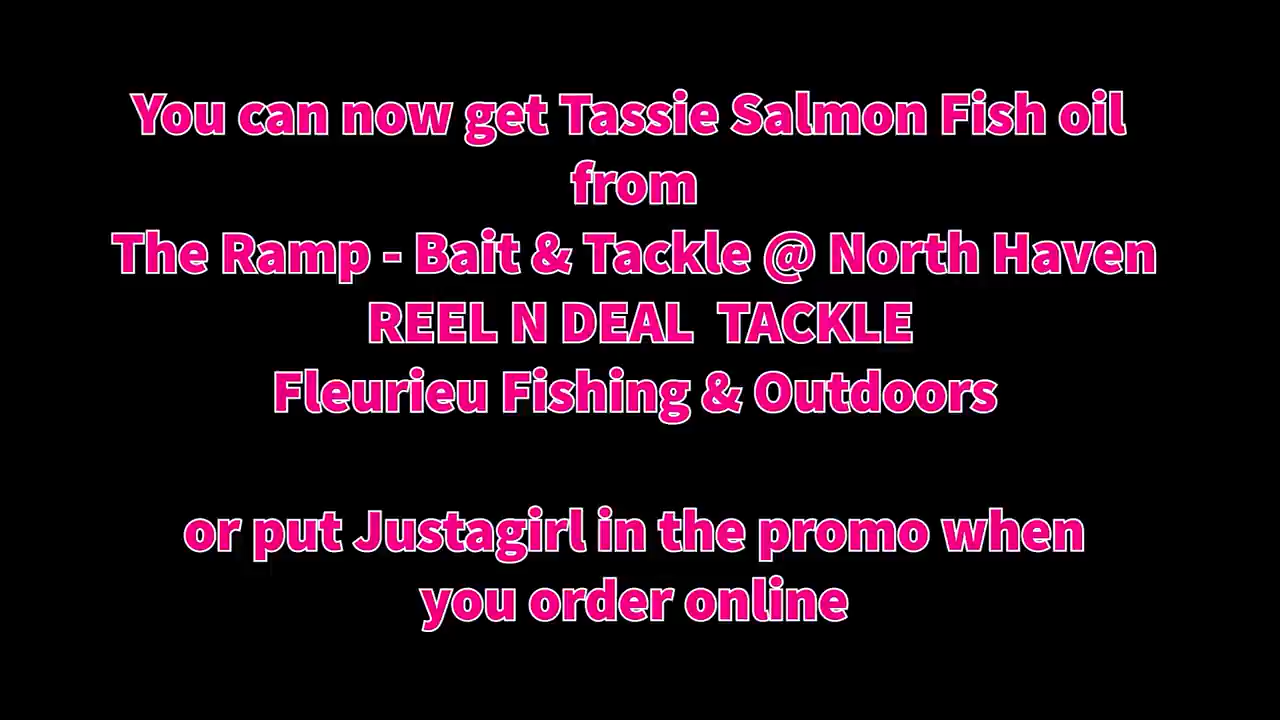 You can now get Tassie Salmon Fish oil
from
The Ramp - Bait & Tackle @ North Haven
REEL N DEAL  TACKLE
Fleurieu Fishing & Outdoors
or put Justagirl in the promo when
you order online